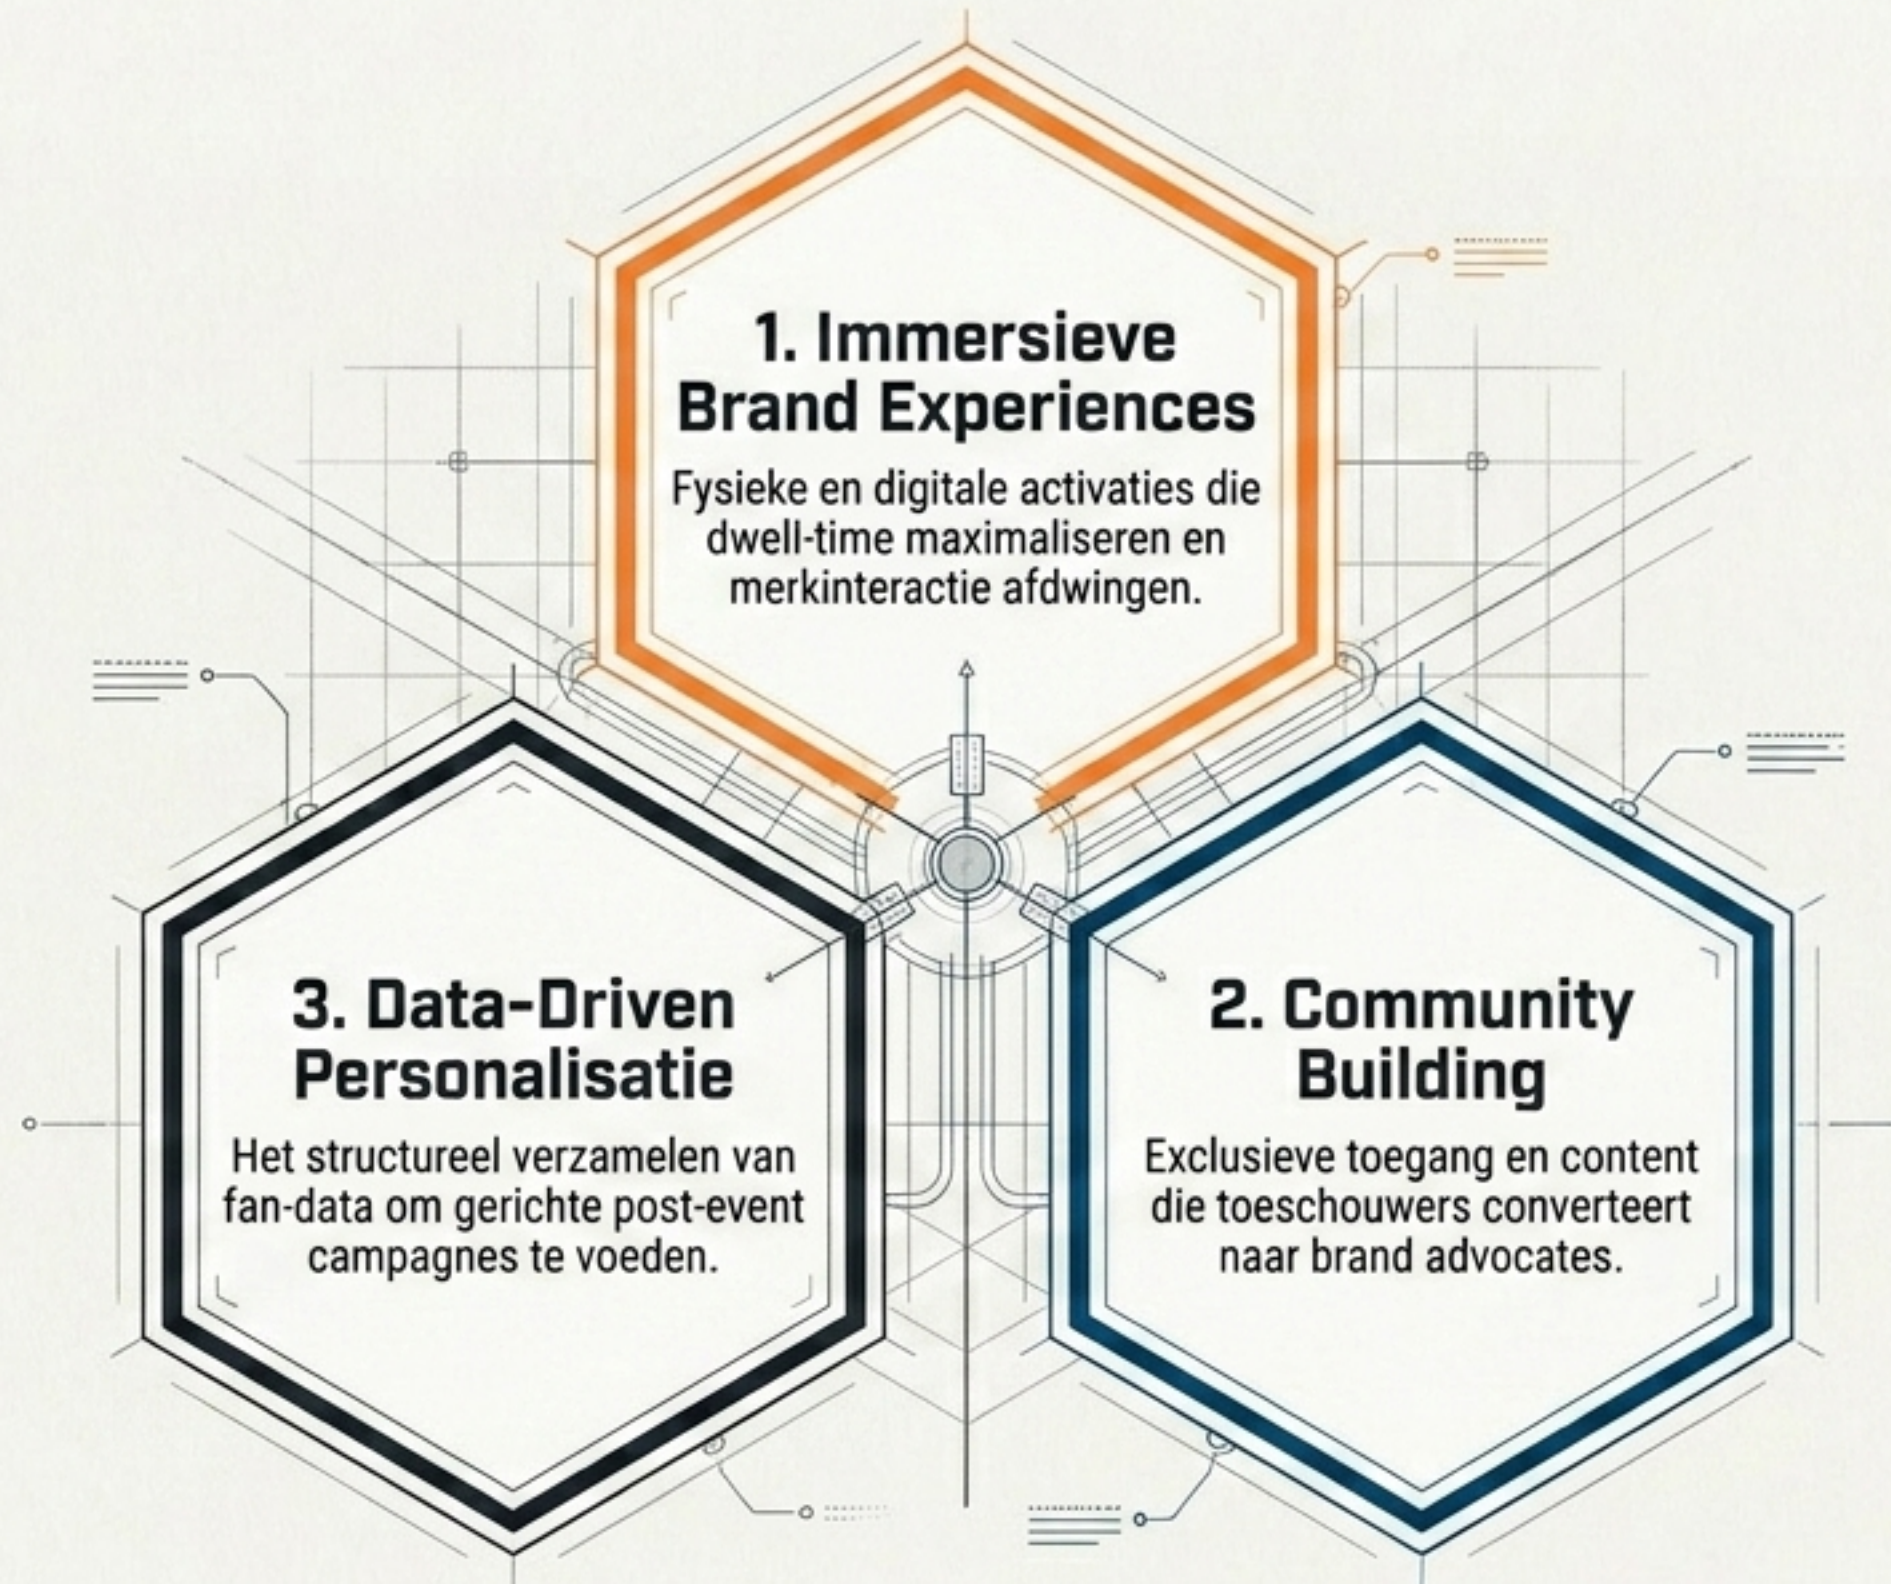 1. Immersieve
Brand Experiences
Fysieke en digitale activaties die
dwell-time maximaliseren en
merkinteractie afdwingen.
3. Data-Driven
Personalisatie
Het structureel verzamelen van
fan-data om gerichte post-event
campagnes te voeden.
2. Community
Building
Exclusieve toegang en content
die toeschouwers converteert
naar brand advocates.